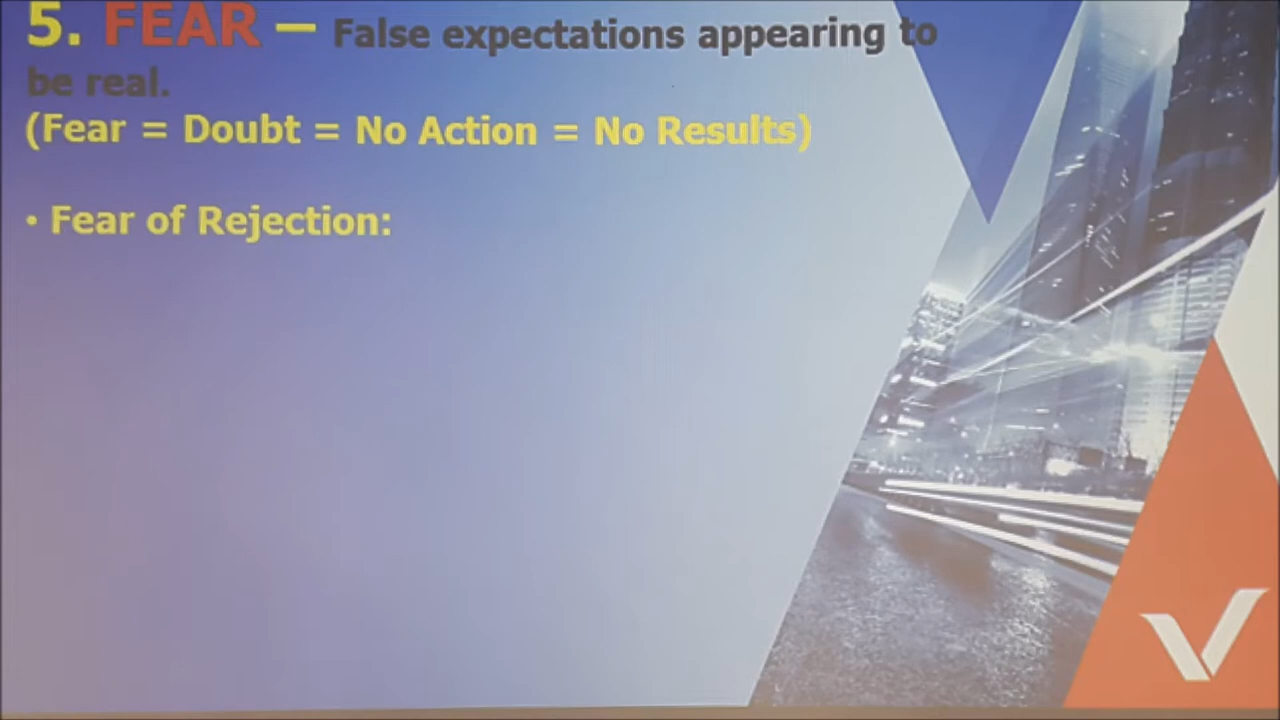 5. FEAR – False expectations appearing to
be real.
(Fear = Doubt = No Action = No Results)
• Fear of Rejection: